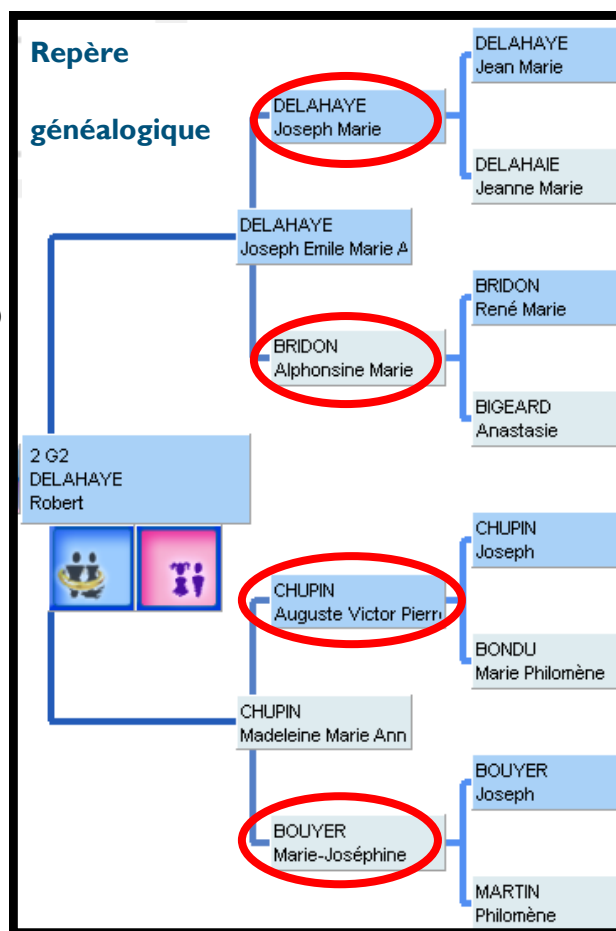 Repère
généalogique
DELAHAYE
Jean Marie
DELAHAYE
Joseph Marie
DELAHAIE
Jeanne Marie
DELAHAYE
Joseph Emile Marie A
BRIDON
René Marie
BRIDON
Alphonsine Marie
BIGEARD
Anastasie
2 G2
DELAHAYE
Robert
CHUPIN
Joseph
CHUPIN
Auguste Victor Pierr
BONDU
Marie Philomène
CHUPIN
Madeleine Marie Ann
BOUYER
Joseph
BOUYER
Marie-Joséphine
MARTIN
Philomène